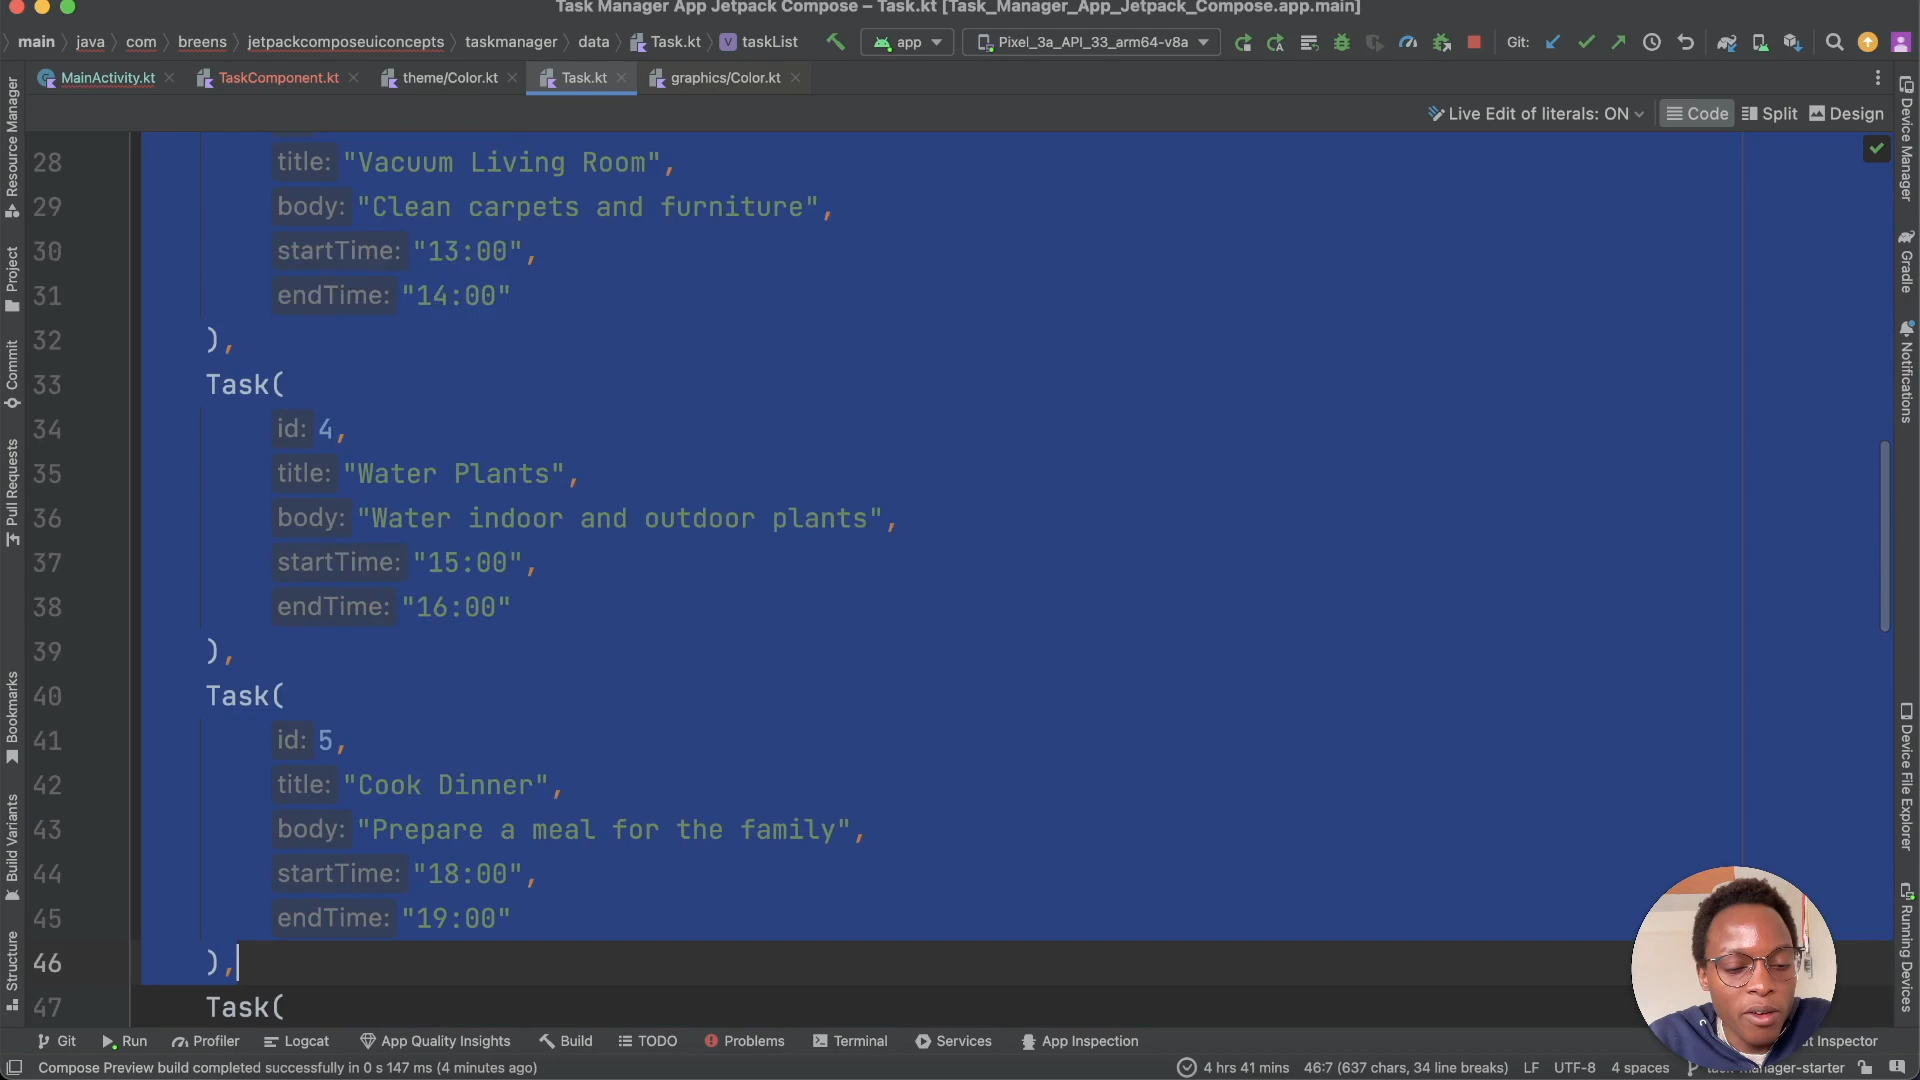 Task Manager App Jetpack Compose – Task.kt [Task_Manager_App_Jetpack_Compose.app.main]
main java com breens jetpackcomposeuiconcepts taskmanager data Task.kt V taskList app Pixel_3a_API_33_arm64-v8a Git:
MainActivity.kt TaskComponent.kt theme/Color.kt Task.kt graphics/Color.kt
Live Edit of literals: ON Code Split Design
28 title: "Vacuum Living Room",
29 body: "Clean carpets and furniture",
30 startTime: "13:00",
31 endTime: "14:00"
32 ),
33 Task(
34 id: 4,
35 title: "Water Plants",
36 body: "Water indoor and outdoor plants",
37 startTime: "15:00",
38 endTime: "16:00"
39 ),
40 Task(
41 id: 5,
42 title: "Cook Dinner",
43 body: "Prepare a meal for the family",
44 startTime: "18:00",
45 endTime: "19:00"
46 ),
47 Task(
Resource Manager
Project
Commit
Pull Requests
Bookmarks
Build Variants
Structure
Device Manager
Gradle
Notifications
Device File Explorer
Running Devices
Git Run Profiler Logcat App Quality Insights Build TODO Problems Terminal Services App Inspection Inspector
Compose Preview build completed successfully in 0 s 147 ms (4 minutes ago) 4 hrs 41 mins 46:7 (637 chars, 34 line breaks) LF UTF-8 4 spaces task-manager-starter